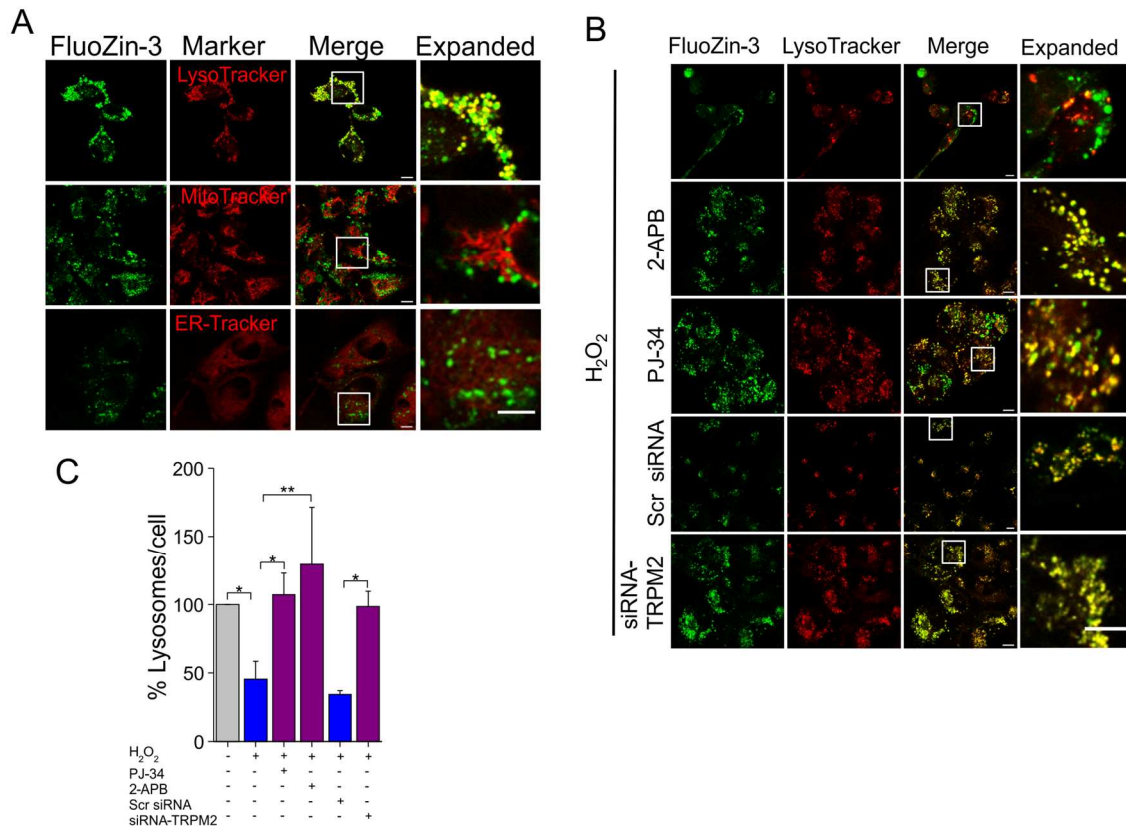 A
FluoZin-3 Marker Merge Expanded
LysoTracker
MitoTracker
ER-Tracker
B
FluoZin-3 LysoTracker Merge Expanded
H₂O₂
2-APB
PJ-34
Scr siRNA
siRNA-
TRPM2
C
% Lysosomes/cell
200
150
100
50
0
* * ** *
H₂O₂ - + + + + +
PJ-34 - - + - - -
2-APB - - - + - -
Scr siRNA - - - - + -
siRNA-TRPM2 - - - - - +